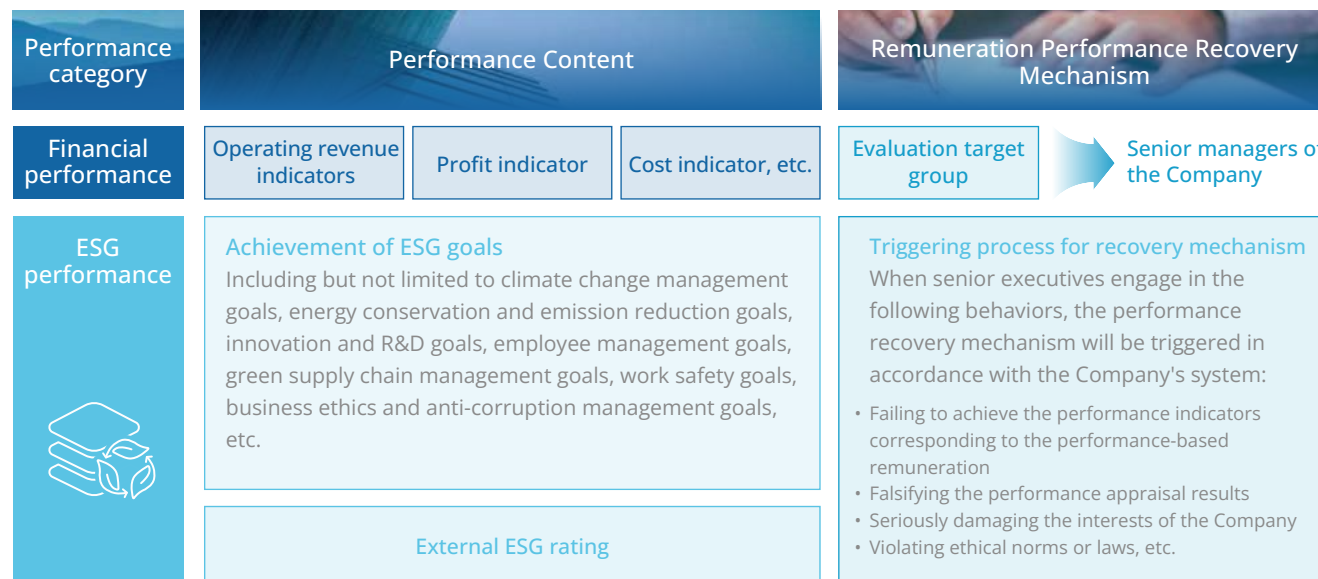 Performance
category
Performance Content
Remuneration Performance Recovery
Mechanism
Financial
performance
Operating revenue
indicators
Profit indicator
Cost indicator, etc.
Evaluation target
group
Senior managers of
the Company
ESG
performance
Achievement of ESG goals
Including but not limited to climate change management
goals, energy conservation and emission reduction goals,
innovation and R&D goals, employee management goals,
green supply chain management goals, work safety goals,
business ethics and anti-corruption management goals,
etc.
External ESG rating
Triggering process for recovery mechanism
When senior executives engage in the
following behaviors, the performance
recovery mechanism will be triggered in
accordance with the Company's system:
• Failing to achieve the performance indicators
corresponding to the performance-based
remuneration
• Falsifying the performance appraisal results
• Seriously damaging the interests of the Company
• Violating ethical norms or laws, etc.